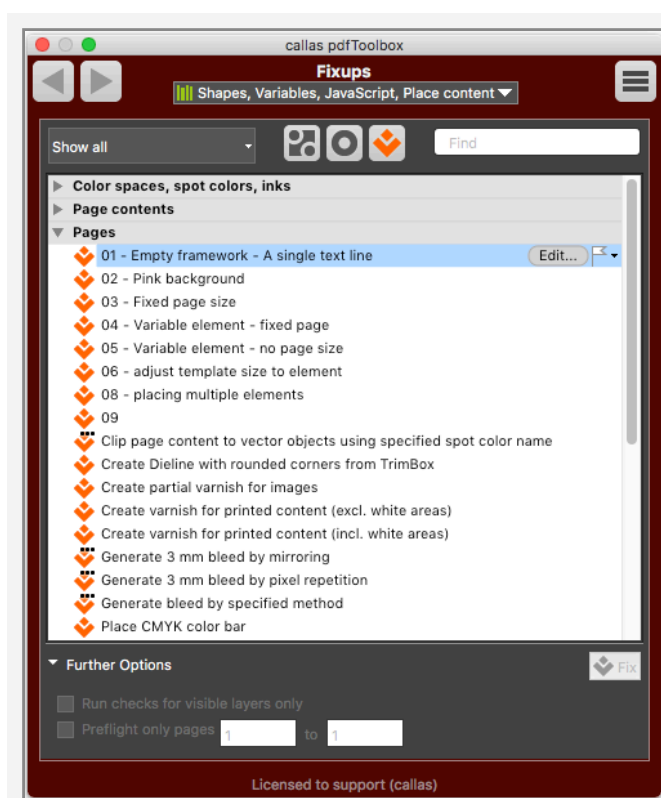 callas pdfToolbox
Fixups
Shapes, Variables, JavaScript, Place content
Show all
Find
Color spaces, spot colors, inks
Page contents
Pages
01 - Empty framework - A single text line Edit...
02 - Pink background
03 - Fixed page size
04 - Variable element - fixed page
05 - Variable element - no page size
06 - adjust template size to element
08 - placing multiple elements
09
Clip page content to vector objects using specified spot color name
Create Dieline with rounded corners from TrimBox
Create partial varnish for images
Create varnish for printed content (excl. white areas)
Create varnish for printed content (incl. white areas)
Generate 3 mm bleed by mirroring
Generate 3 mm bleed by pixel repetition
Generate bleed by specified method
Place CMYK color bar
Further Options
Fix
Run checks for visible layers only
Preflight only pages 1 to 1
Licensed to support (callas)